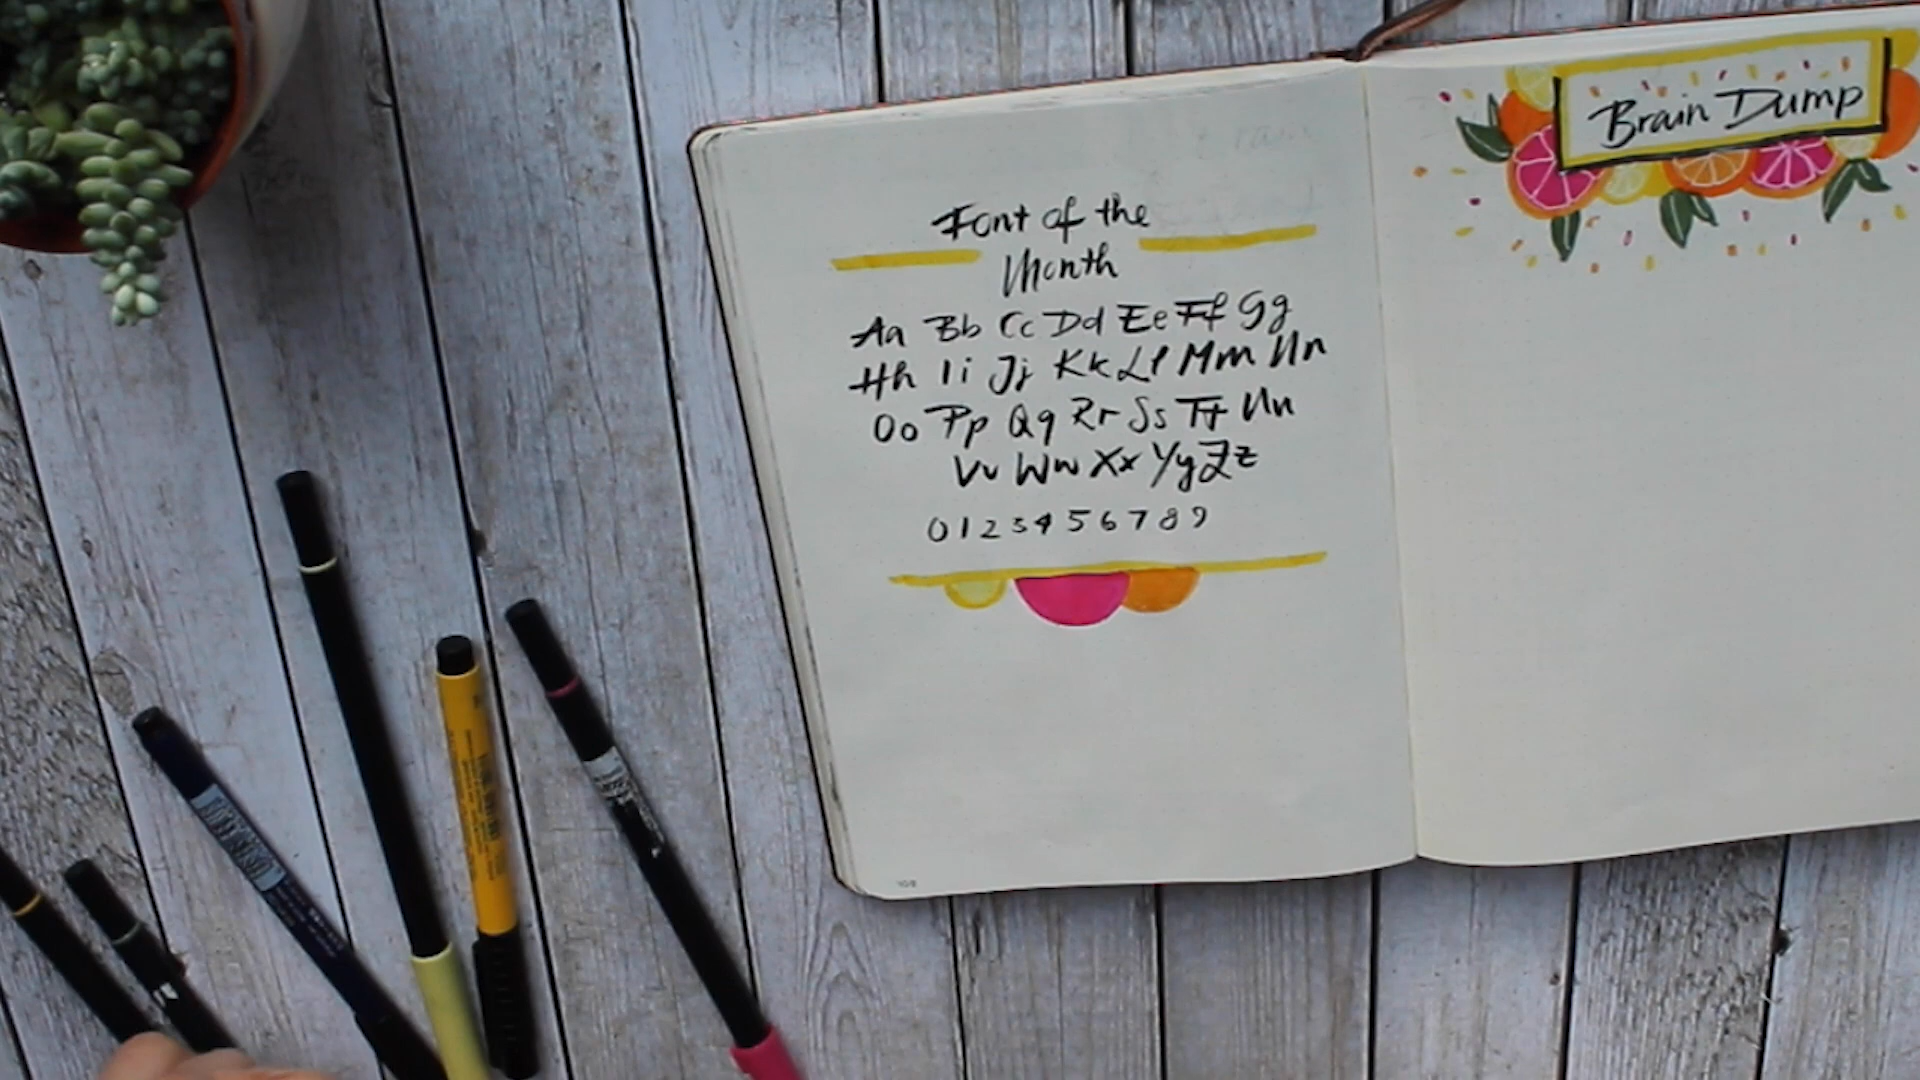 Font of the
Month
Aa Bb Cc Dd Ee Ff Gg
Hh Ii Jj Kk Ll Mm Nn
Oo Pp Qq Rr Ss Tt Uu
Vv Ww Xx Yy Zz
0 1 2 3 4 5 6 7 8 9
Brain Dump